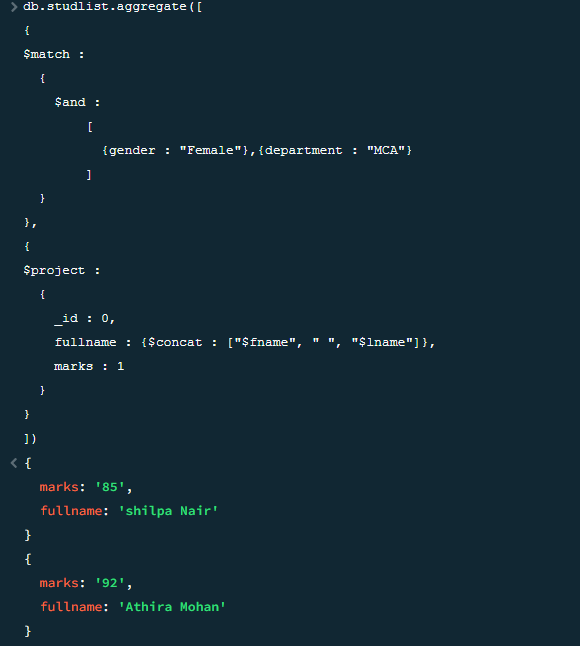 db.studlist.aggregate([
{
$match :
{
$and :
[
{gender : "Female"},{department : "MCA"}
]
}
},
{
$project :
{
_id : 0,
fullname : {$concat : ["$fname", " ", "$lname"]},
marks : 1
}
}
])
{
marks: '85',
fullname: 'shilpa Nair'
}
{
marks: '92',
fullname: 'Athira Mohan'
}